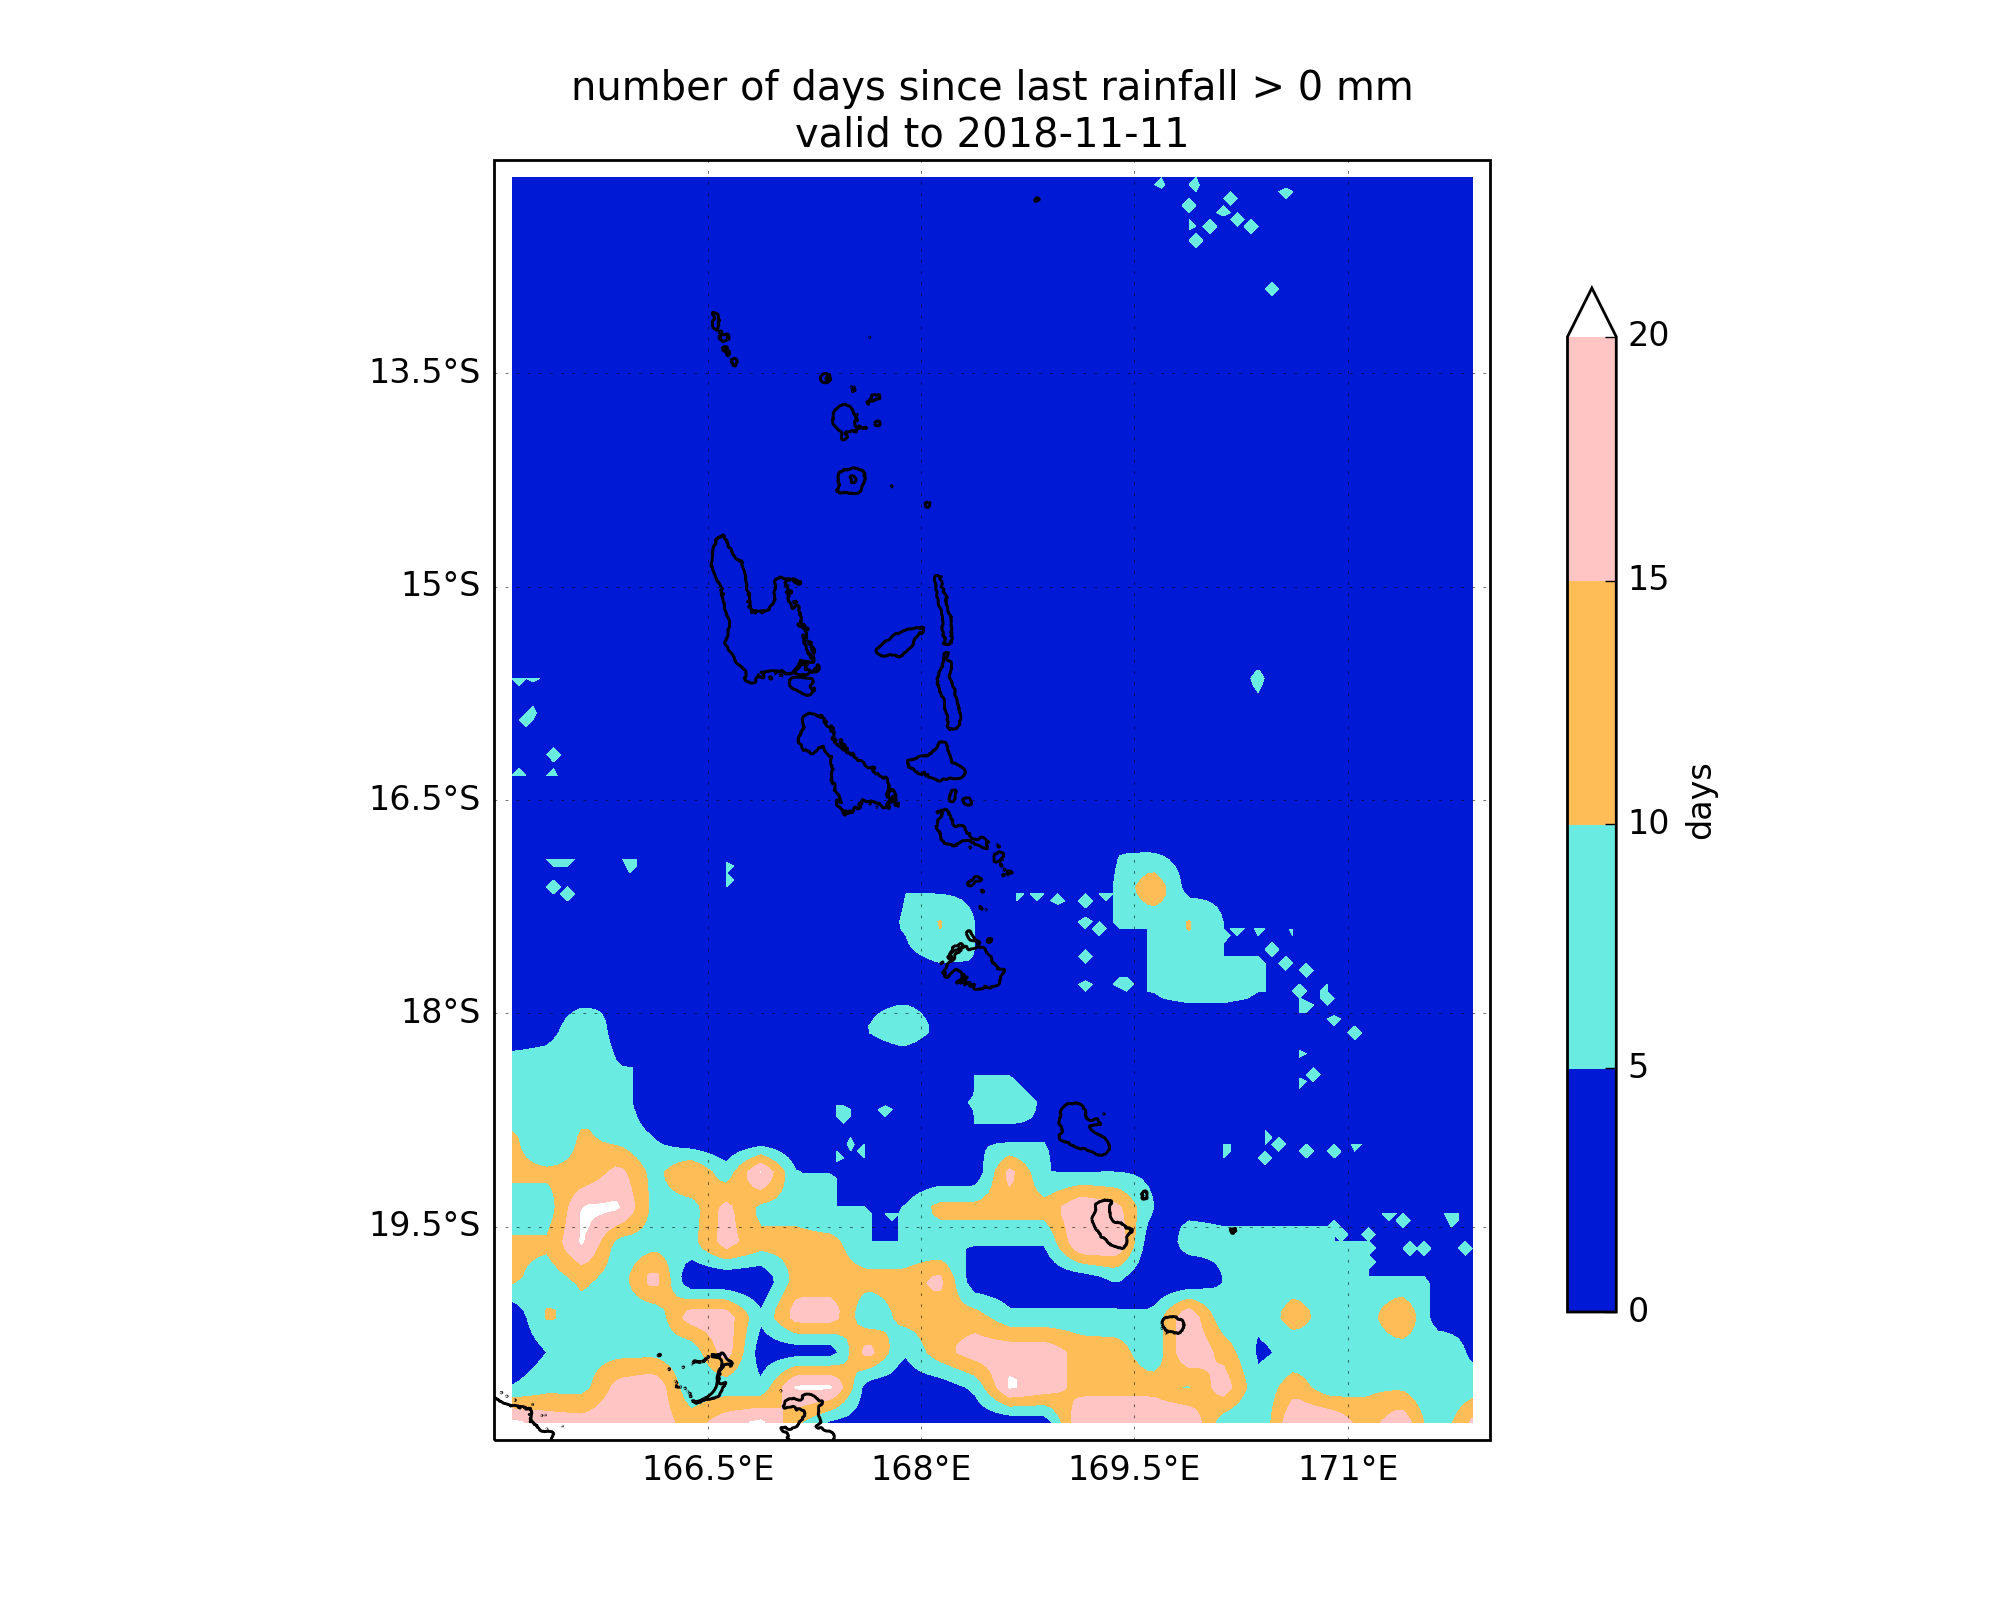 number of days since last rainfall > 0 mm
valid to 2018-11-11
13.5°S
15°S
16.5°S
18°S
19.5°S
166.5°E
168°E
169.5°E
171°E
20
15
10
5
0
days